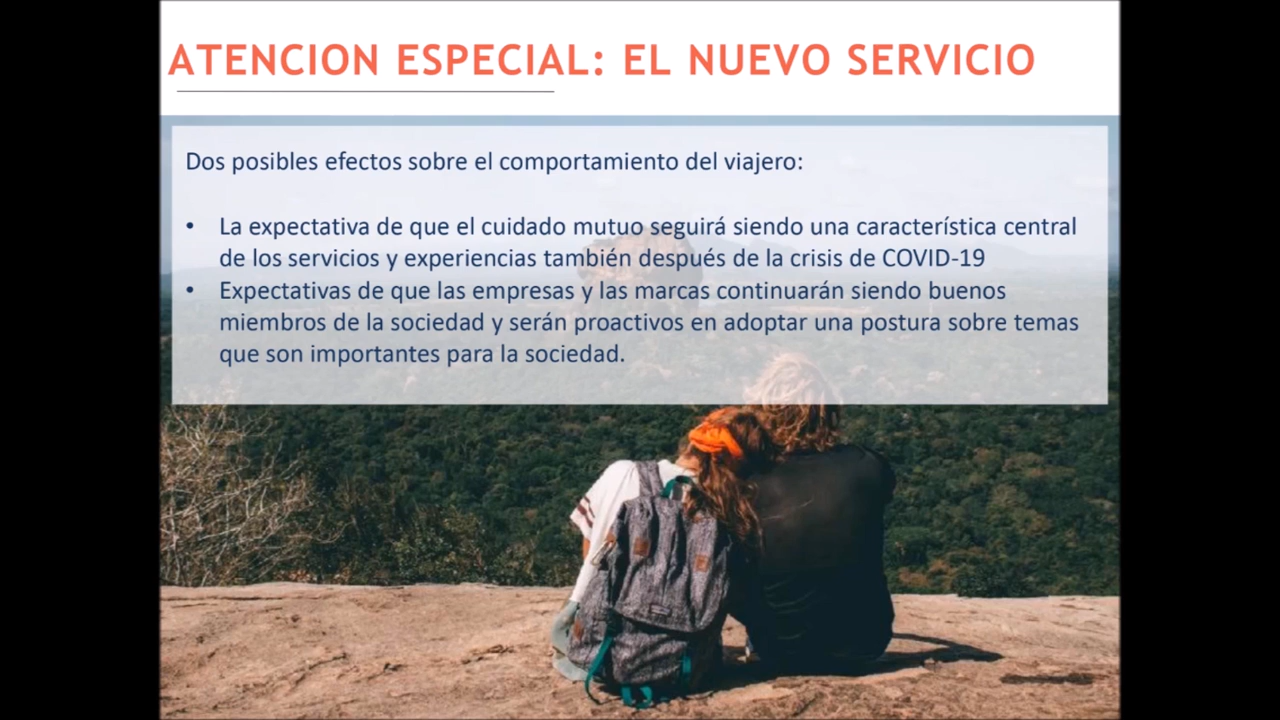 ATENCION ESPECIAL: EL NUEVO SERVICIO
Dos posibles efectos sobre el comportamiento del viajero:
• La expectativa de que el cuidado mutuo seguirá siendo una característica central
de los servicios y experiencias también después de la crisis de COVID-19
• Expectativas de que las empresas y las marcas continuarán siendo buenos
miembros de la sociedad y serán proactivos en adoptar una postura sobre temas
que son importantes para la sociedad.